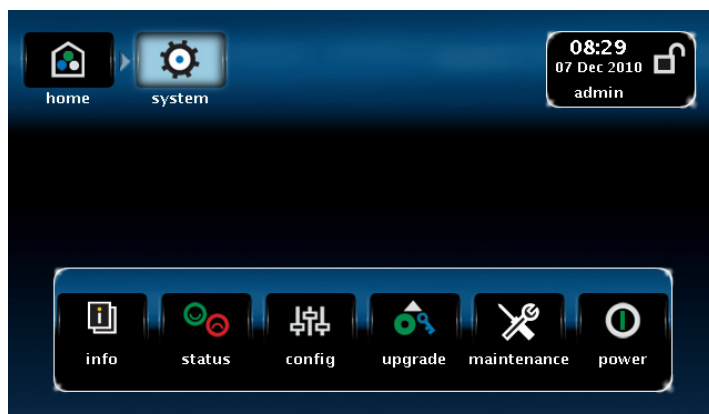 home
system
08:29
07 Dec 2010
admin
info
status
config
upgrade
maintenance
power